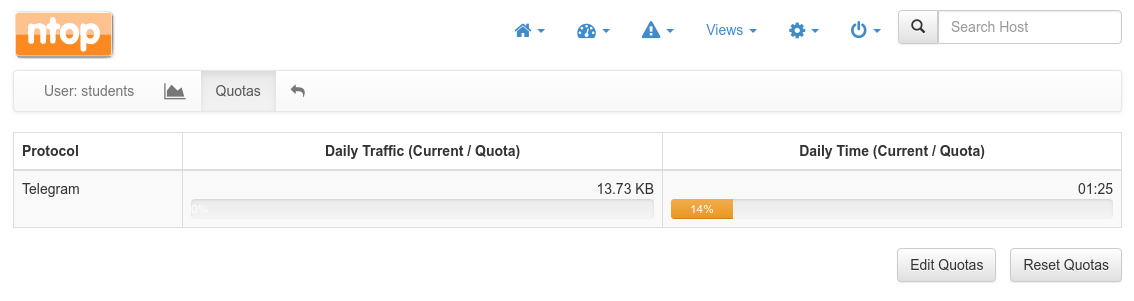 ntop
Views
Search Host
User: students
Quotas
Protocol
Daily Traffic (Current / Quota)
Daily Time (Current / Quota)
Telegram
13.73 KB
01:25
0%
14%
Edit Quotas
Reset Quotas